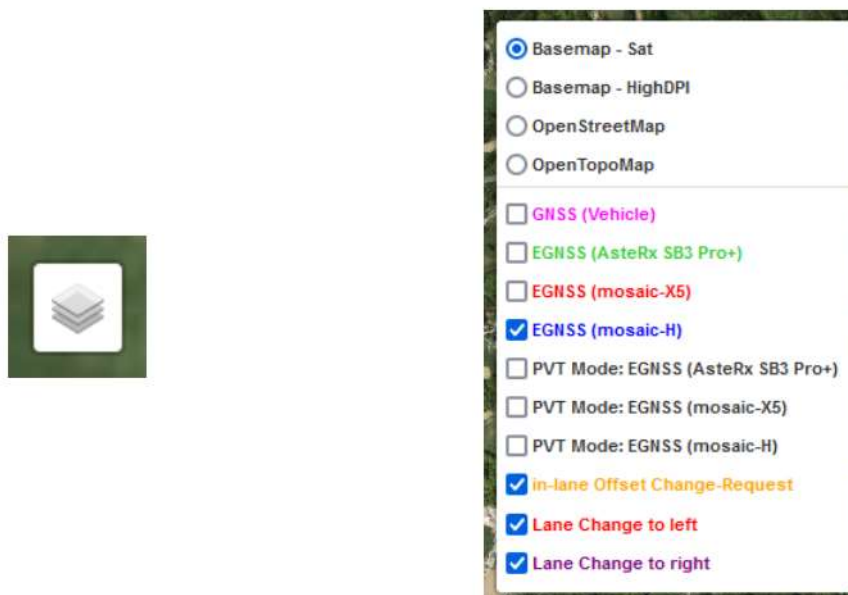 Basemap - Sat
Basemap - HighDPI
OpenStreetMap
OpenTopoMap
GNSS (Vehicle)
EGNSS (AsteRx SB3 Pro+)
EGNSS (mosaic-X5)
EGNSS (mosaic-H)
PVT Mode: EGNSS (AsteRx SB3 Pro+)
PVT Mode: EGNSS (mosaic-X5)
PVT Mode: EGNSS (mosaic-H)
in-lane Offset Change-Request
Lane Change to left
Lane Change to right